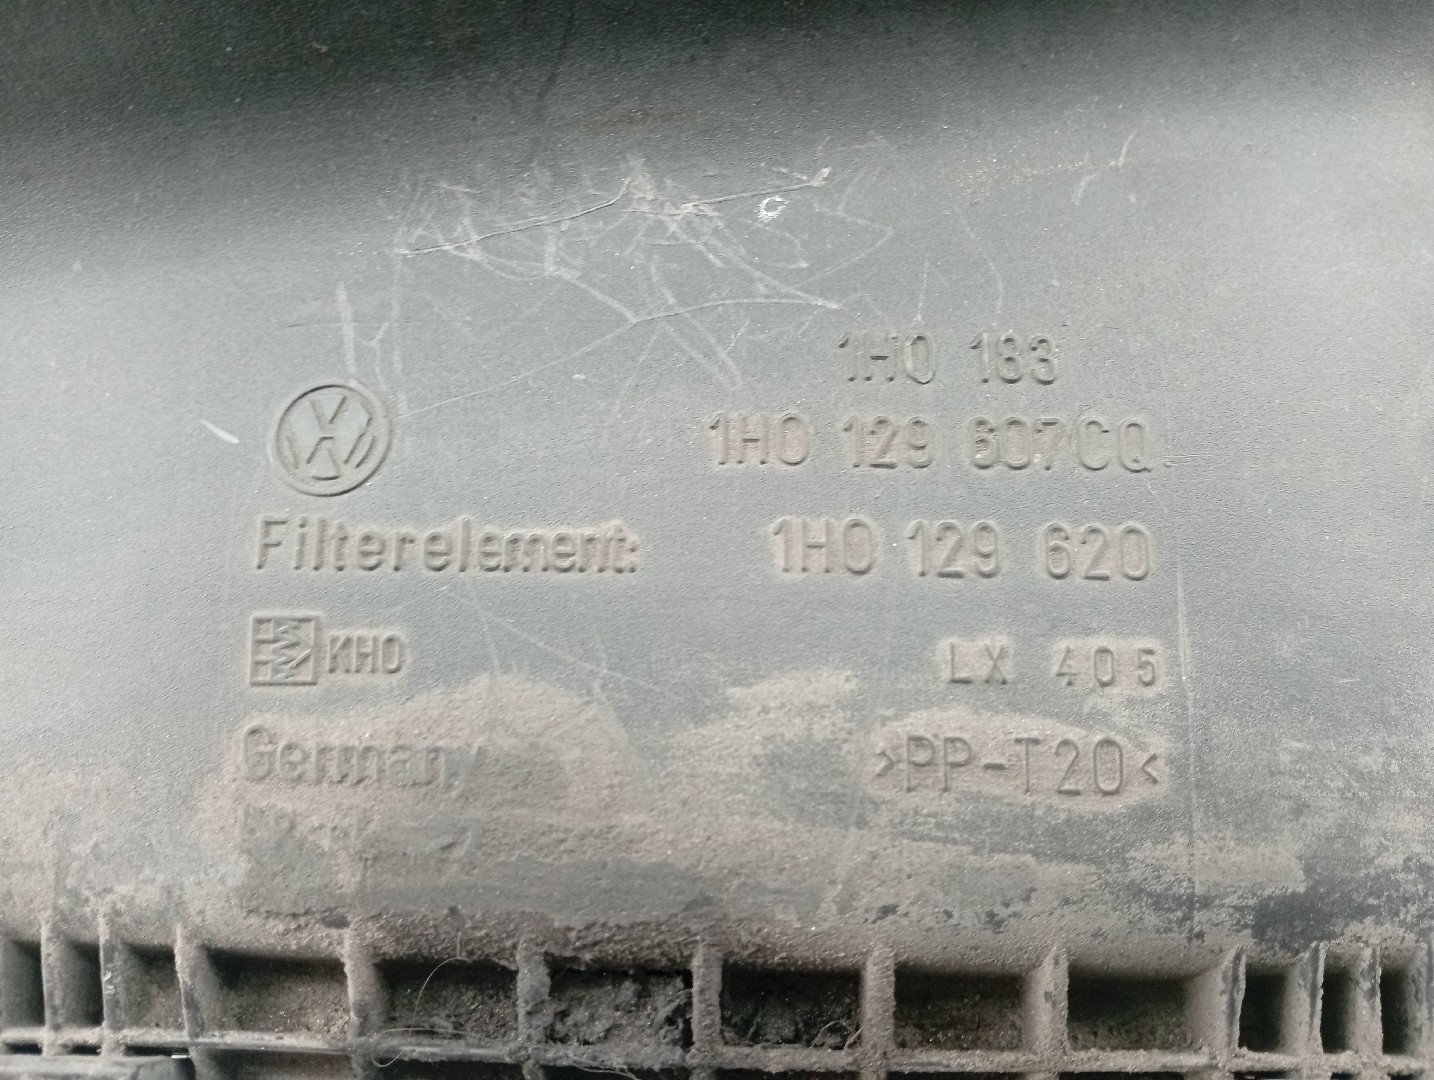 1H0 183
1H0 129 607CQ
Filterelement: 1H0 129 620
KHO LX 405
Germany >PP-T20<